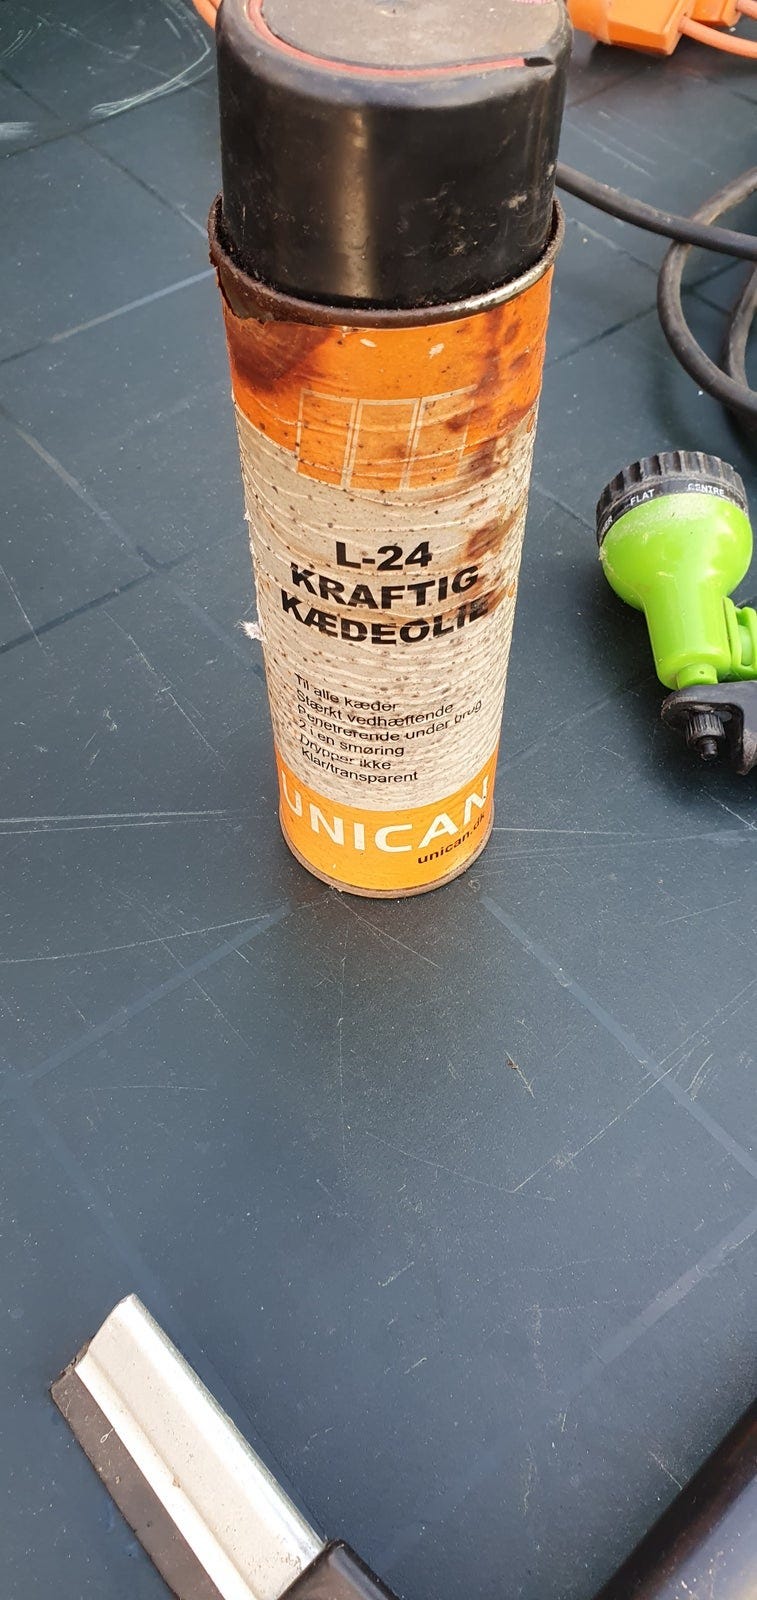 L-24
KRAFTIG
KÆDEOLIE
Til alle kæder
Stærkt vedhæftende
Penetrerende under brug
2 i en smøring
Drypper ikke
Klar/transparent
UNICAN
unican.dk
FLAT
CENTRE